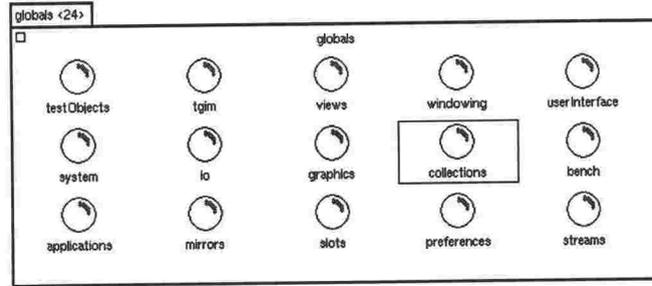 globals <24>
globals
testObjects tgim views windowing userInterface
system io graphics collections bench
applications mirrors slots preferences streams